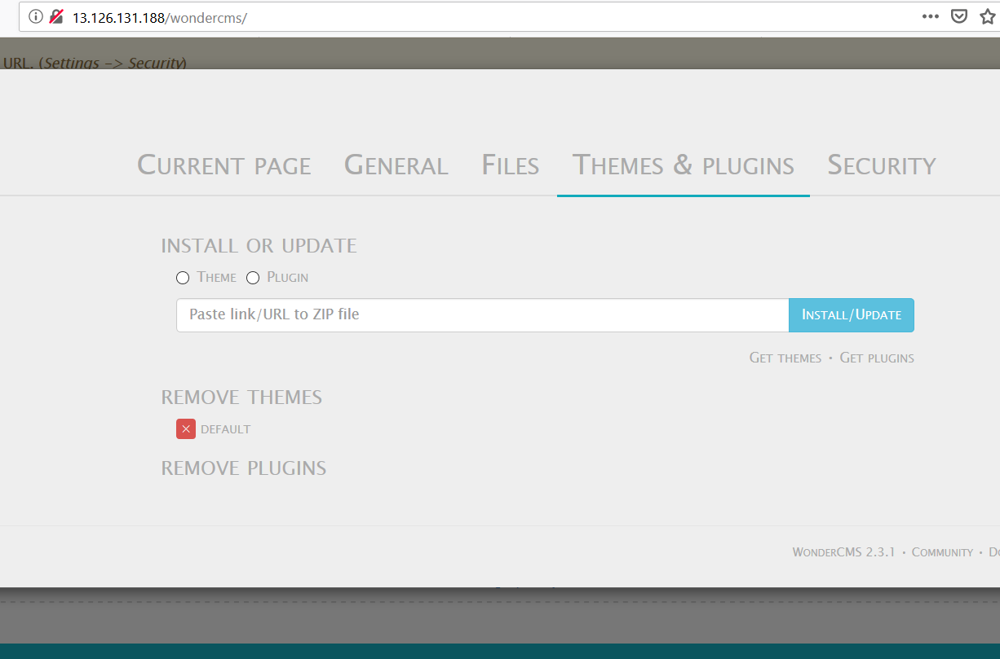 13.126.131.188/wondercms/
URL. (Settings -> Security)
CURRENT PAGE GENERAL FILES THEMES & PLUGINS SECURITY
INSTALL OR UPDATE
THEME PLUGIN
Paste link/URL to ZIP file INSTALL/UPDATE
GET THEMES · GET PLUGINS
REMOVE THEMES
DEFAULT
REMOVE PLUGINS
WONDERCMS 2.3.1 · COMMUNITY ·